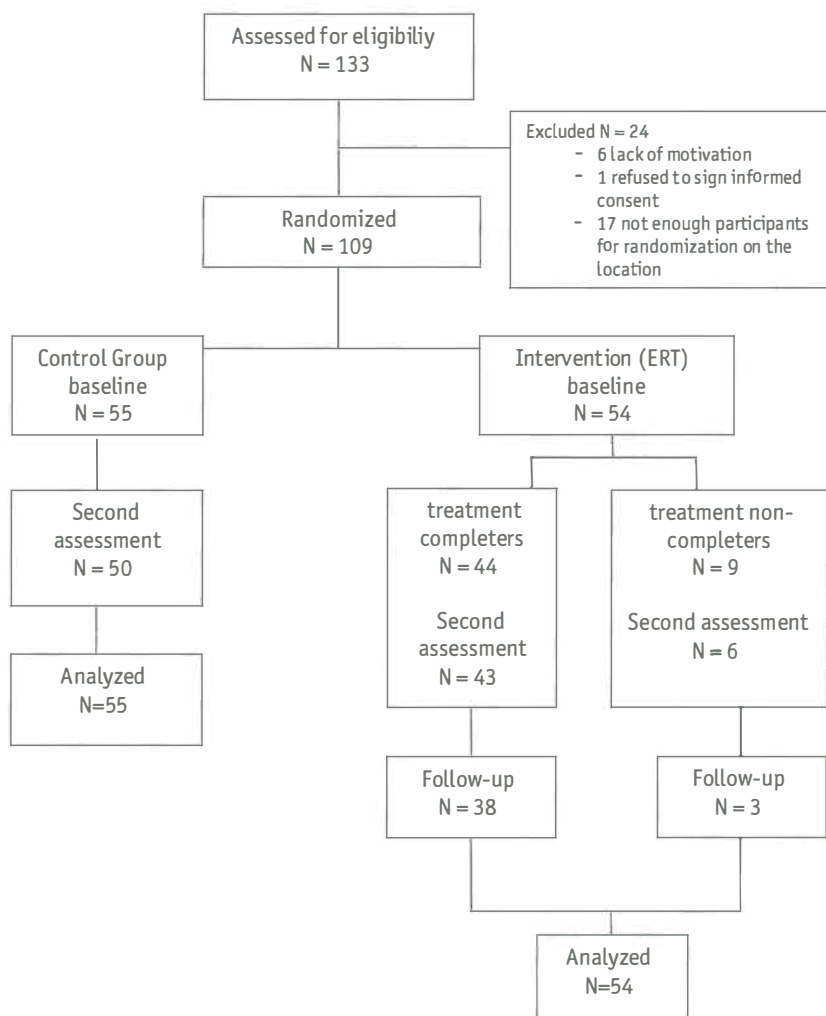 Assessed for eligibiliy
N = 133
Excluded N = 24
- 6 lack of motivation
- 1 refused to sign informed
consent
- 17 not enough participants
for randomization on the
location
Randomized
N = 109
Control Group
baseline
N = 55
Intervention (ERT)
baseline
N = 54
Second
assessment
N = 50
treatment
completers
N = 44
Second
assessment
N = 43
treatment non-
completers
N = 9
Second assessment
N = 6
Analyzed
N=55
Follow-up
N = 38
Follow-up
N = 3
Analyzed
N=54